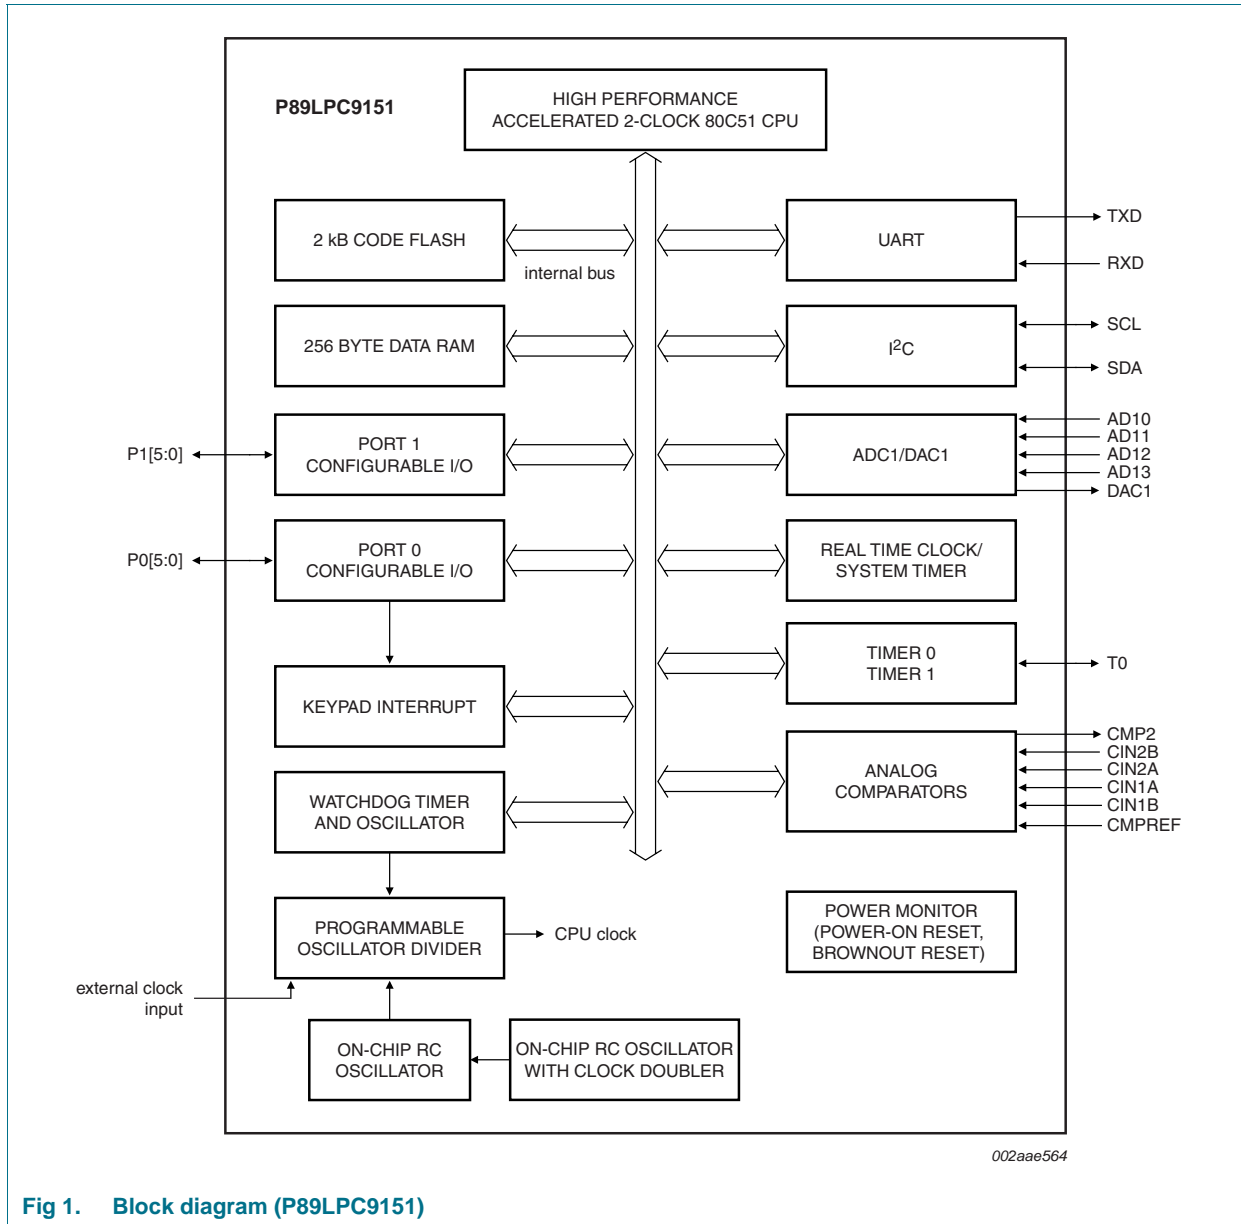 P89LPC9151
HIGH PERFORMANCE
ACCELERATED 2-CLOCK 80C51 CPU
2 kB CODE FLASH
internal bus
UART
TXD
RXD
256 BYTE DATA RAM
I²C
SCL
SDA
P1[5:0]
PORT 1
CONFIGURABLE I/O
ADC1/DAC1
AD10
AD11
AD12
AD13
DAC1
P0[5:0]
PORT 0
CONFIGURABLE I/O
REAL TIME CLOCK/
SYSTEM TIMER
KEYPAD INTERRUPT
TIMER 0
TIMER 1
T0
WATCHDOG TIMER
AND OSCILLATOR
ANALOG
COMPARATORS
CMP2
CIN2B
CIN2A
CIN1A
CIN1B
CMPREF
PROGRAMMABLE
OSCILLATOR DIVIDER
CPU clock
POWER MONITOR
(POWER-ON RESET,
BROWNOUT RESET)
external clock
input
ON-CHIP RC
OSCILLATOR
ON-CHIP RC OSCILLATOR
WITH CLOCK DOUBLER
002aae564
Fig 1. Block diagram (P89LPC9151)